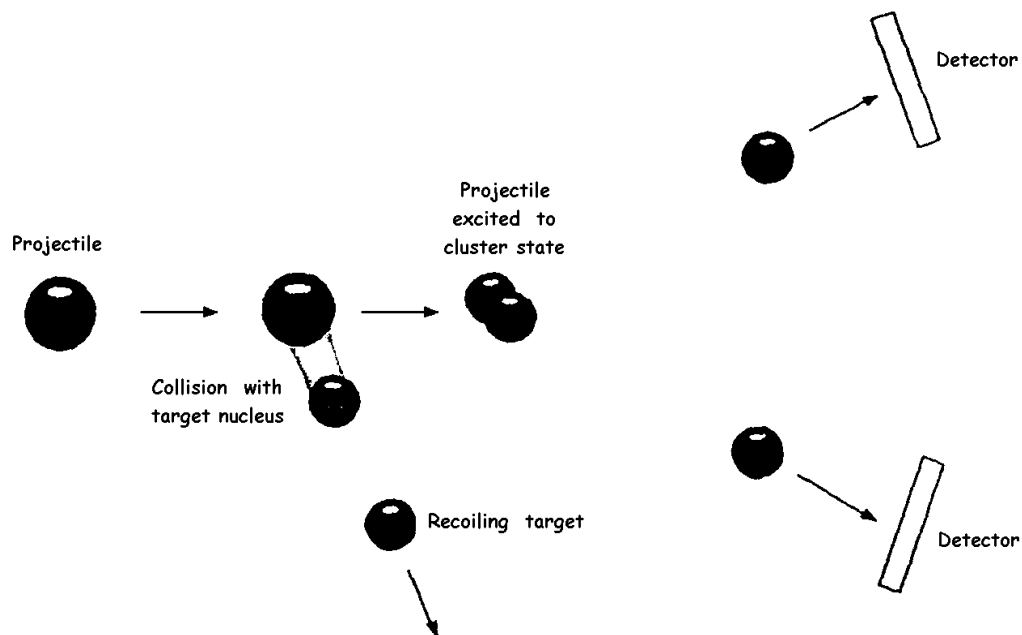 Detector
Projectile
excited to
cluster state
Projectile
Collision with
target nucleus
Recoiling target
Detector